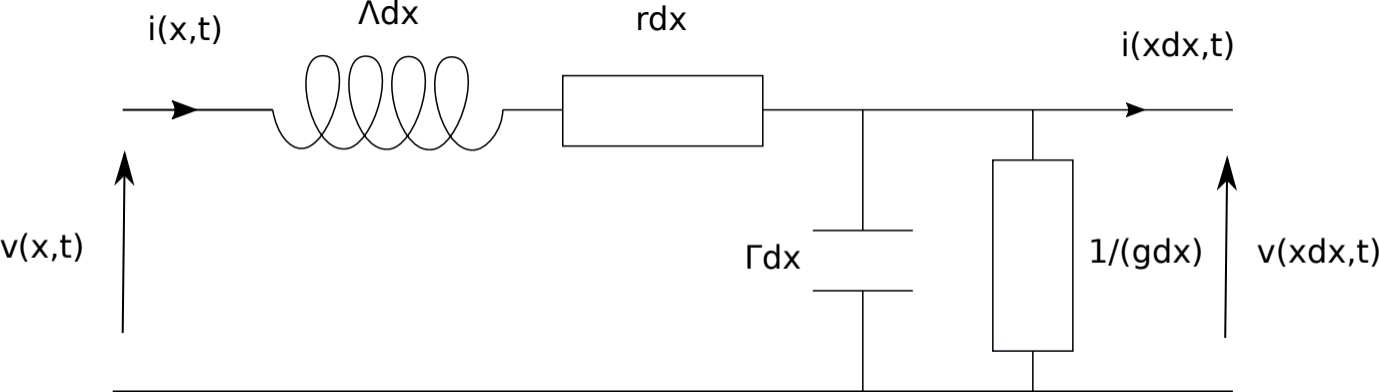 i(x,t)
Λdx
rdx
i(xdx,t)
v(x,t)
Γdx
1/(gdx)
v(xdx,t)